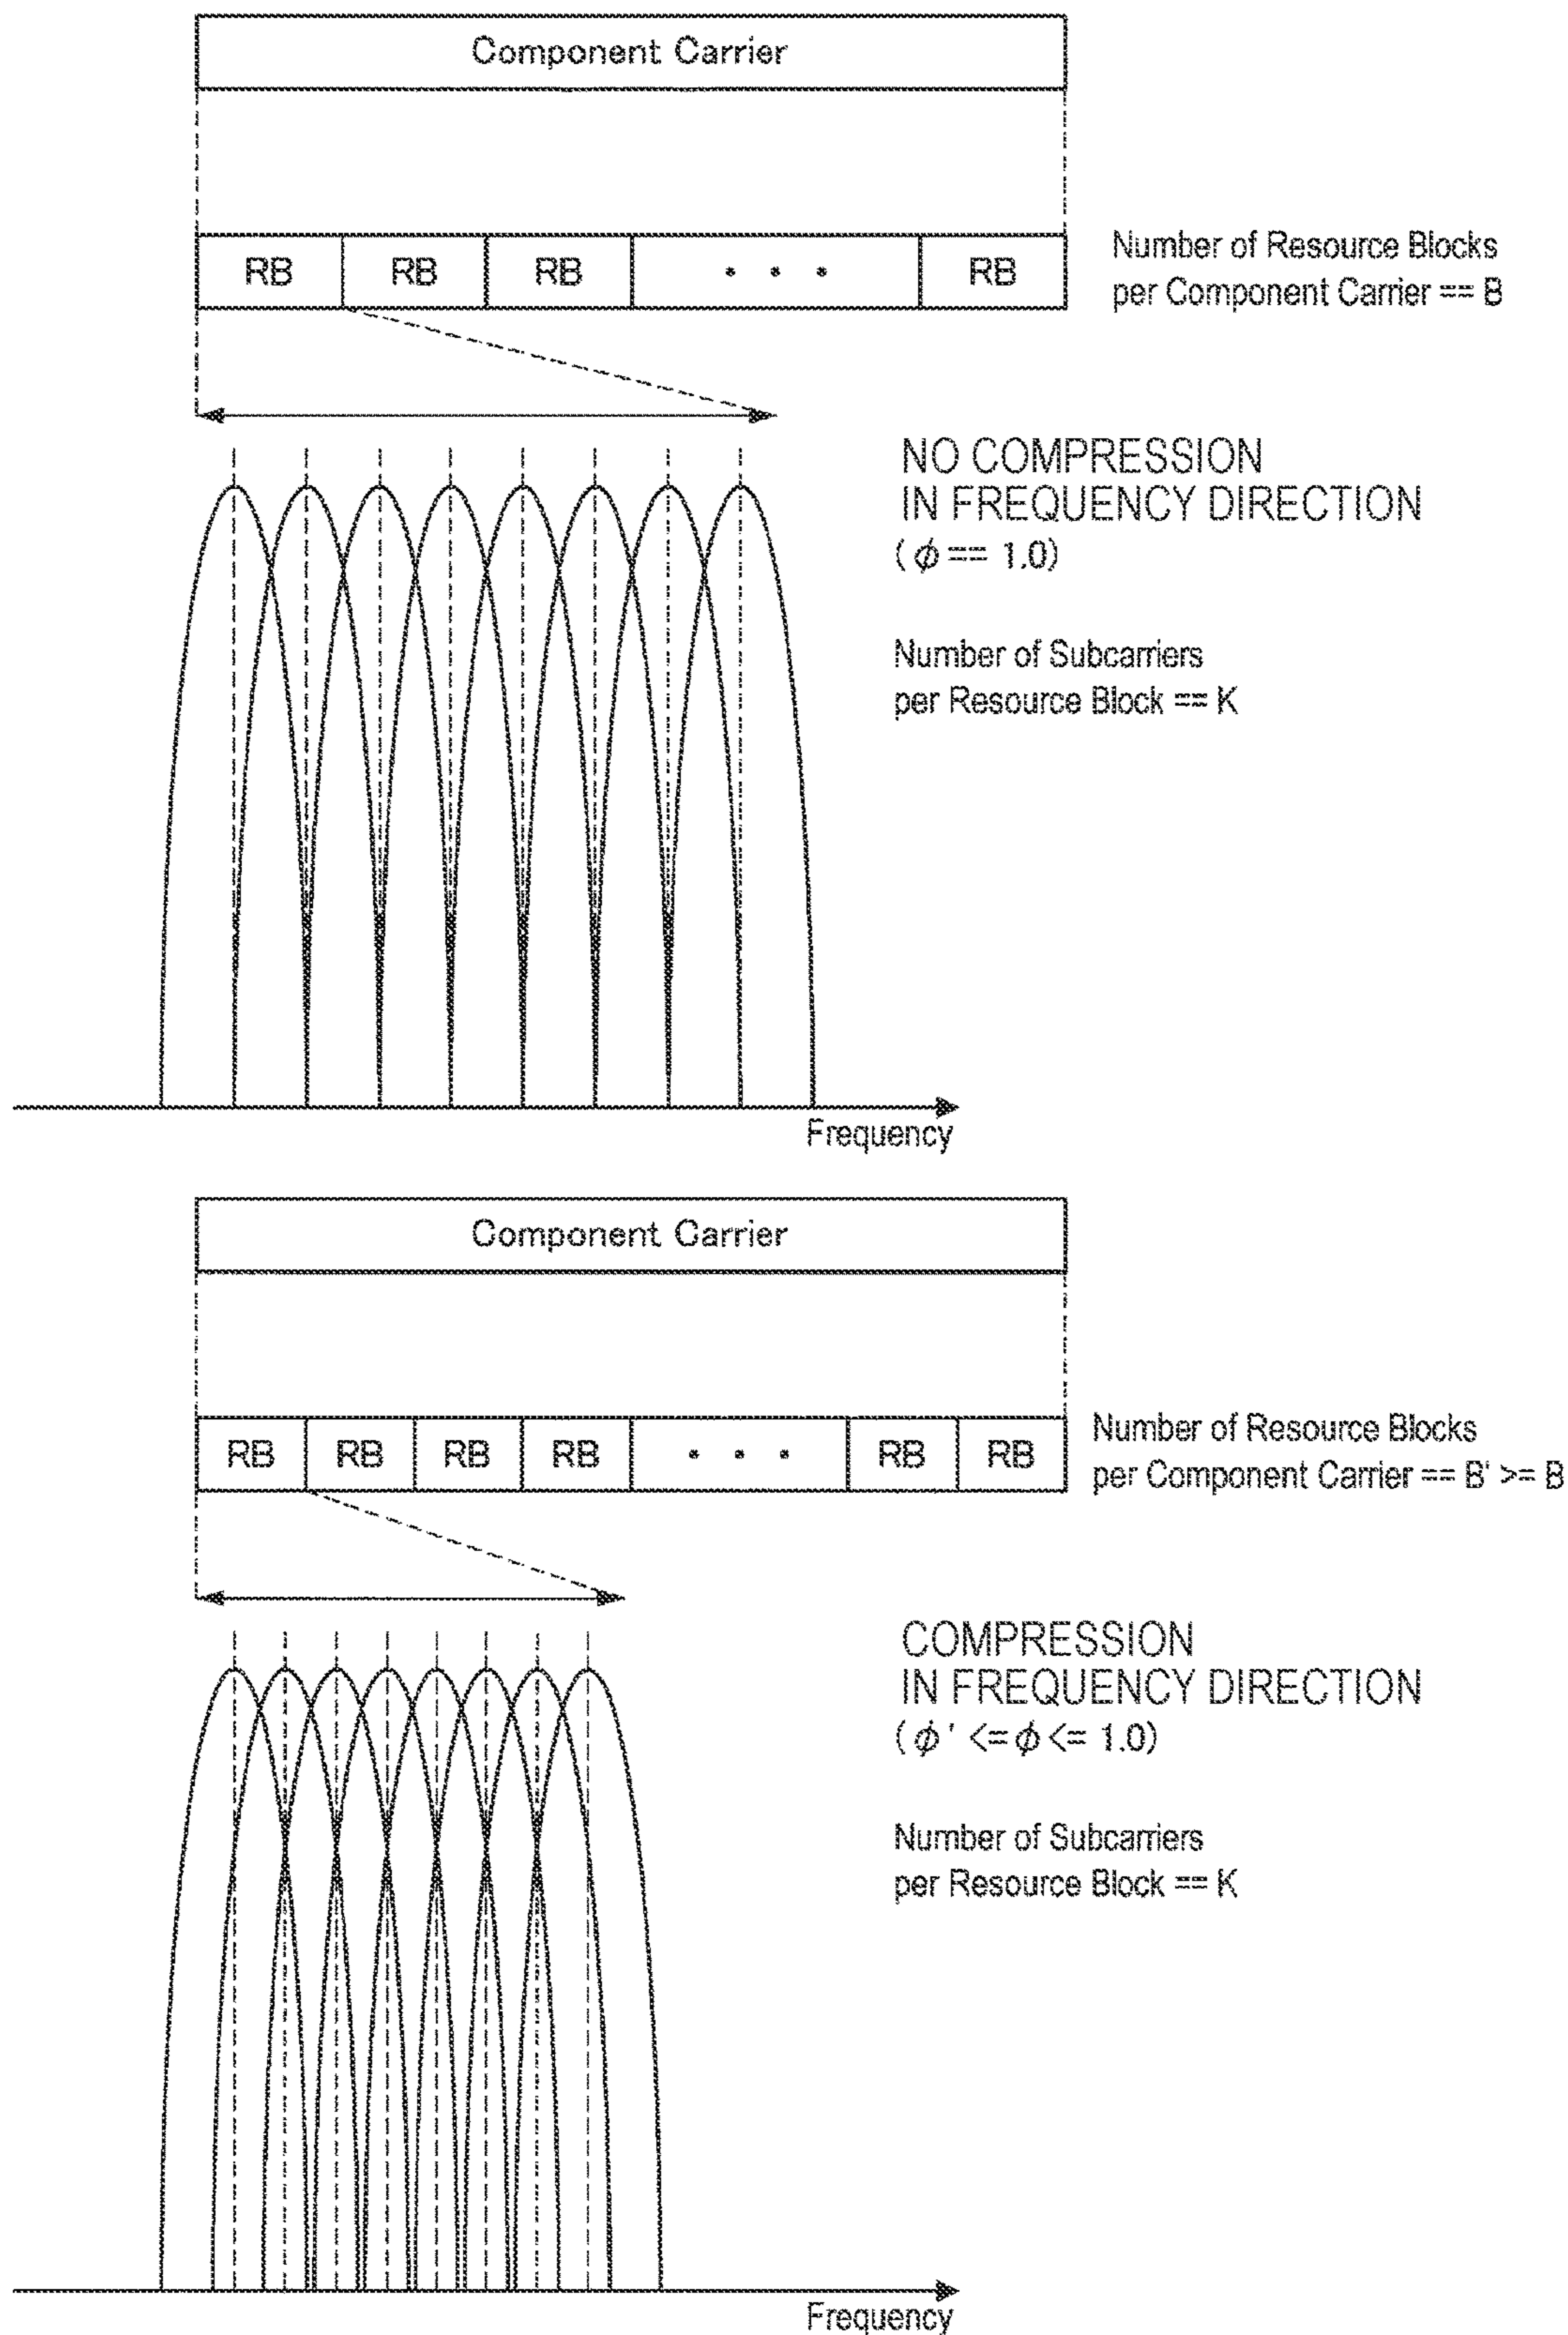 Component Carrier
RB RB RB . . . RB
Number of Resource Blocks
per Component Carrier == B
NO COMPRESSION
IN FREQUENCY DIRECTION
(ϕ == 1.0)
Number of Subcarriers
per Resource Block == K
Frequency
Component Carrier
RB RB RB RB . . . RB RB
Number of Resource Blocks
per Component Carrier == B' >= B
COMPRESSION
IN FREQUENCY DIRECTION
(ϕ' <= ϕ <= 1.0)
Number of Subcarriers
per Resource Block == K
Frequency